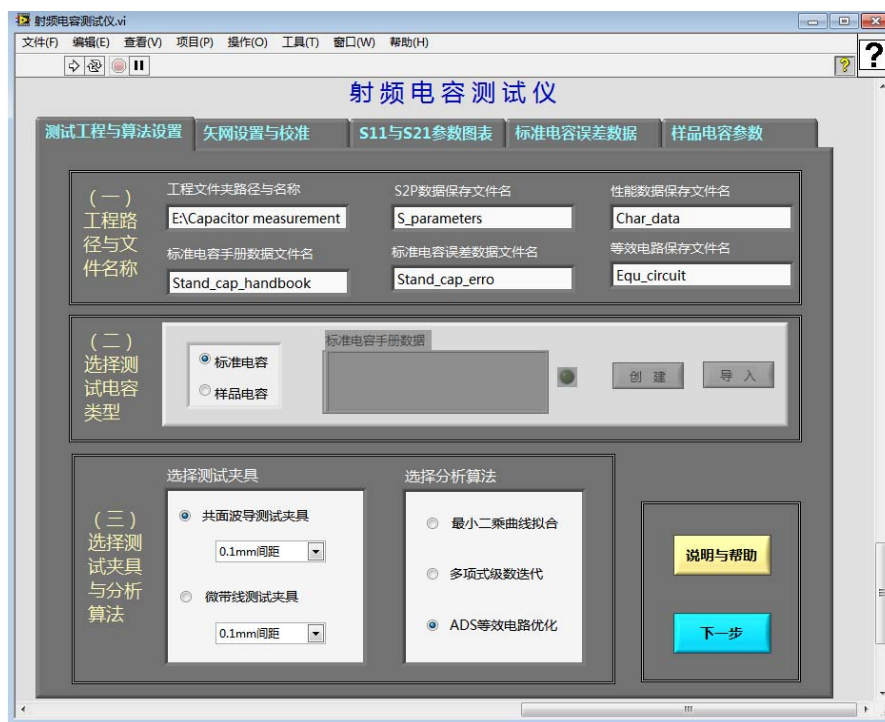 射频电容测试仪.vi
文件(F) 编辑(E) 查看(V) 项目(P) 操作(O) 工具(T) 窗口(W) 帮助(H)
?
?
射频电容测试仪
测试工程与算法设置 矢网设置与校准 S11与S21参数图表 标准电容误差数据 样品电容参数
(一)
工程路
径与文
件名称
工程文件夹路径与名称 S2P数据保存文件名 性能数据保存文件名
E:\Capacitor measurement S_parameters Char_data
标准电容手册数据文件名 标准电容误差数据文件名 等效电路保存文件名
Stand_cap_handbook Stand_cap_erro Equ_circuit
(二)
选择测
试电容
类型
标准电容
样品电容
标准电容手册数据
创 建 导 入
(三)
选择测
试夹具
与分析
算法
选择测试夹具
共面波导测试夹具
0.1mm间距
微带线测试夹具
0.1mm间距
选择分析算法
最小二乘曲线拟合
多项式级数迭代
ADS等效电路优化
说明与帮助
下一步